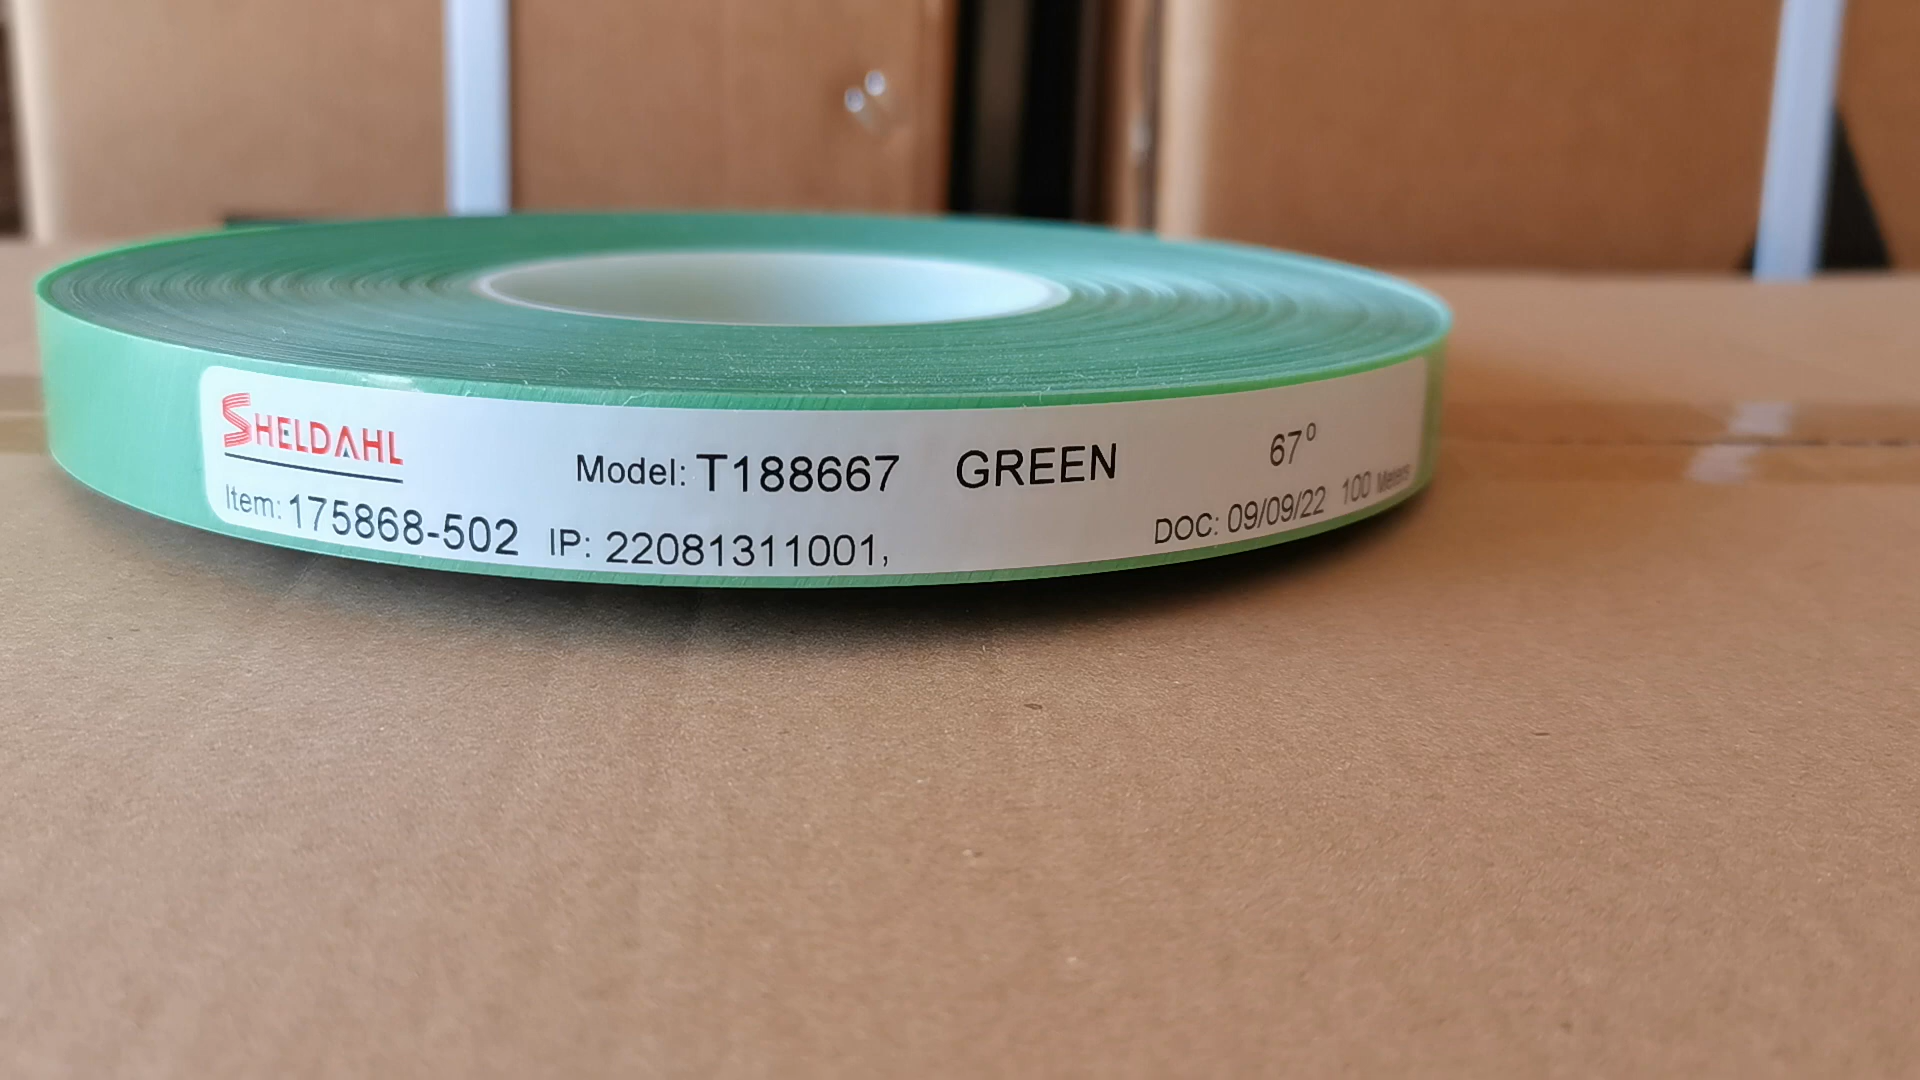 SHELDAHL
Model: T188667 GREEN 67°
Item: 175868-502 IP: 22081311001, DOC: 09/09/22 100 Meters